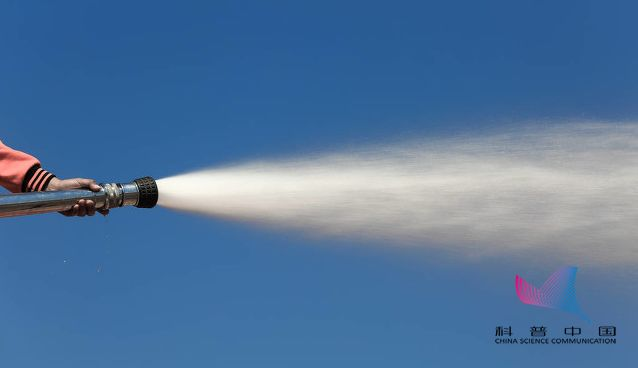 科普中国
CHINA SCIENCE COMMUNICATION